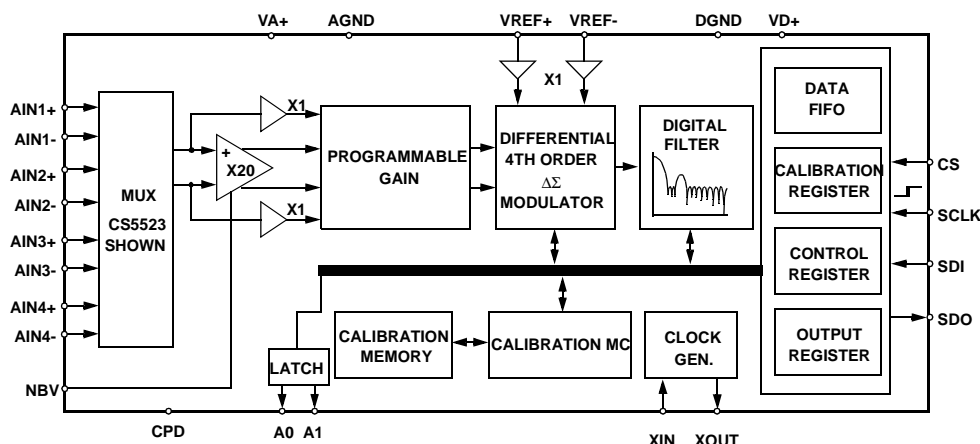 VA+ AGND VREF+ VREF- DGND VD+
AIN1+
AIN1-
AIN2+
AIN2-
AIN3+
AIN3-
AIN4+
AIN4-
NBV
MUX
CS5523
SHOWN
X1
+
X20
X1
PROGRAMMABLE
GAIN
X1
DIFFERENTIAL
4TH ORDER
ΔΣ
MODULATOR
DIGITAL
FILTER
DATA
FIFO
CALIBRATION
REGISTER
CONTROL
REGISTER
OUTPUT
REGISTER
CS
SCLK
SDI
SDO
LATCH
CALIBRATION
MEMORY
CALIBRATION MC
CLOCK
GEN.
CPD A0 A1 XIN XOUT